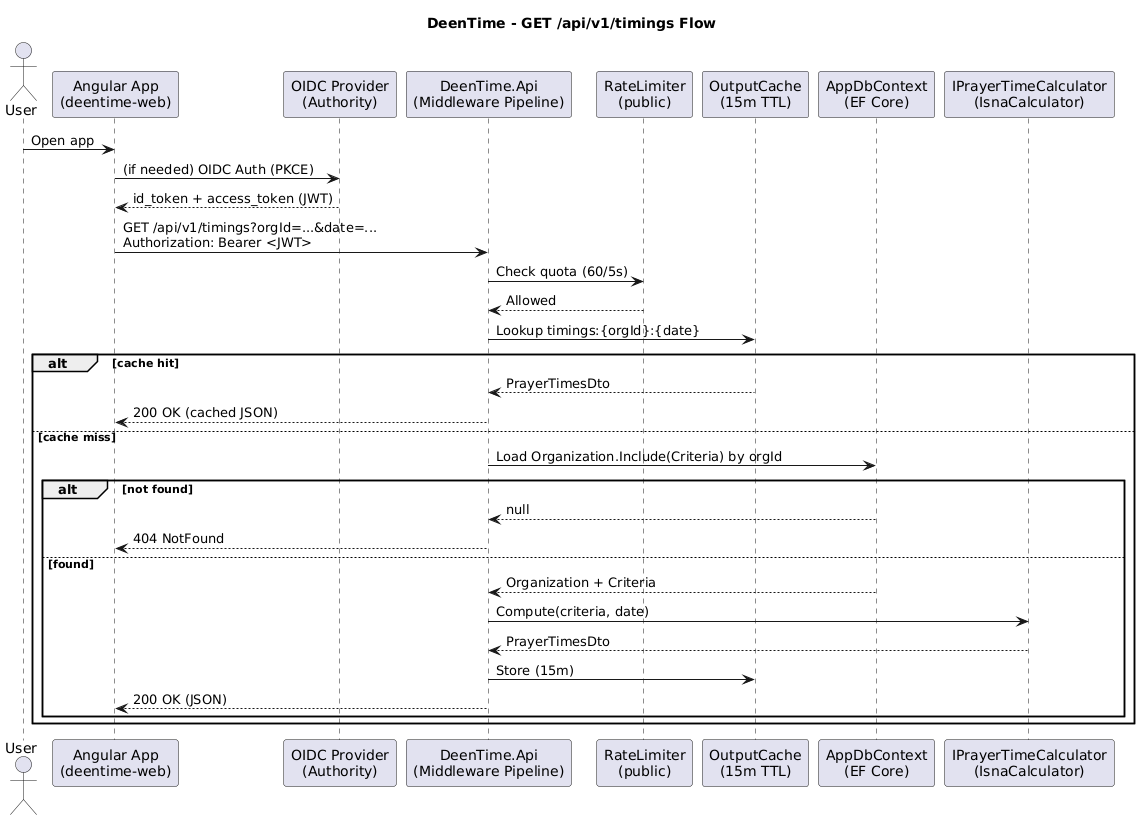 DeenTime - GET /api/v1/timings Flow
User
Angular App
(deentime-web)
OIDC Provider
(Authority)
DeenTime.Api
(Middleware Pipeline)
RateLimiter
(public)
OutputCache
(15m TTL)
AppDbContext
(EF Core)
IPrayerTimeCalculator
(IsnaCalculator)
Open app
(if needed) OIDC Auth (PKCE)
id_token + access_token (JWT)
GET /api/v1/timings?orgId=...&date=...
Authorization: Bearer <JWT>
Check quota (60/5s)
Allowed
Lookup timings:{orgId}:{date}
alt [cache hit]
PrayerTimesDto
200 OK (cached JSON)
[cache miss]
Load Organization.Include(Criteria) by orgId
alt [not found]
null
404 NotFound
[found]
Organization + Criteria
Compute(criteria, date)
PrayerTimesDto
Store (15m)
200 OK (JSON)
User
Angular App
(deentime-web)
OIDC Provider
(Authority)
DeenTime.Api
(Middleware Pipeline)
RateLimiter
(public)
OutputCache
(15m TTL)
AppDbContext
(EF Core)
IPrayerTimeCalculator
(IsnaCalculator)